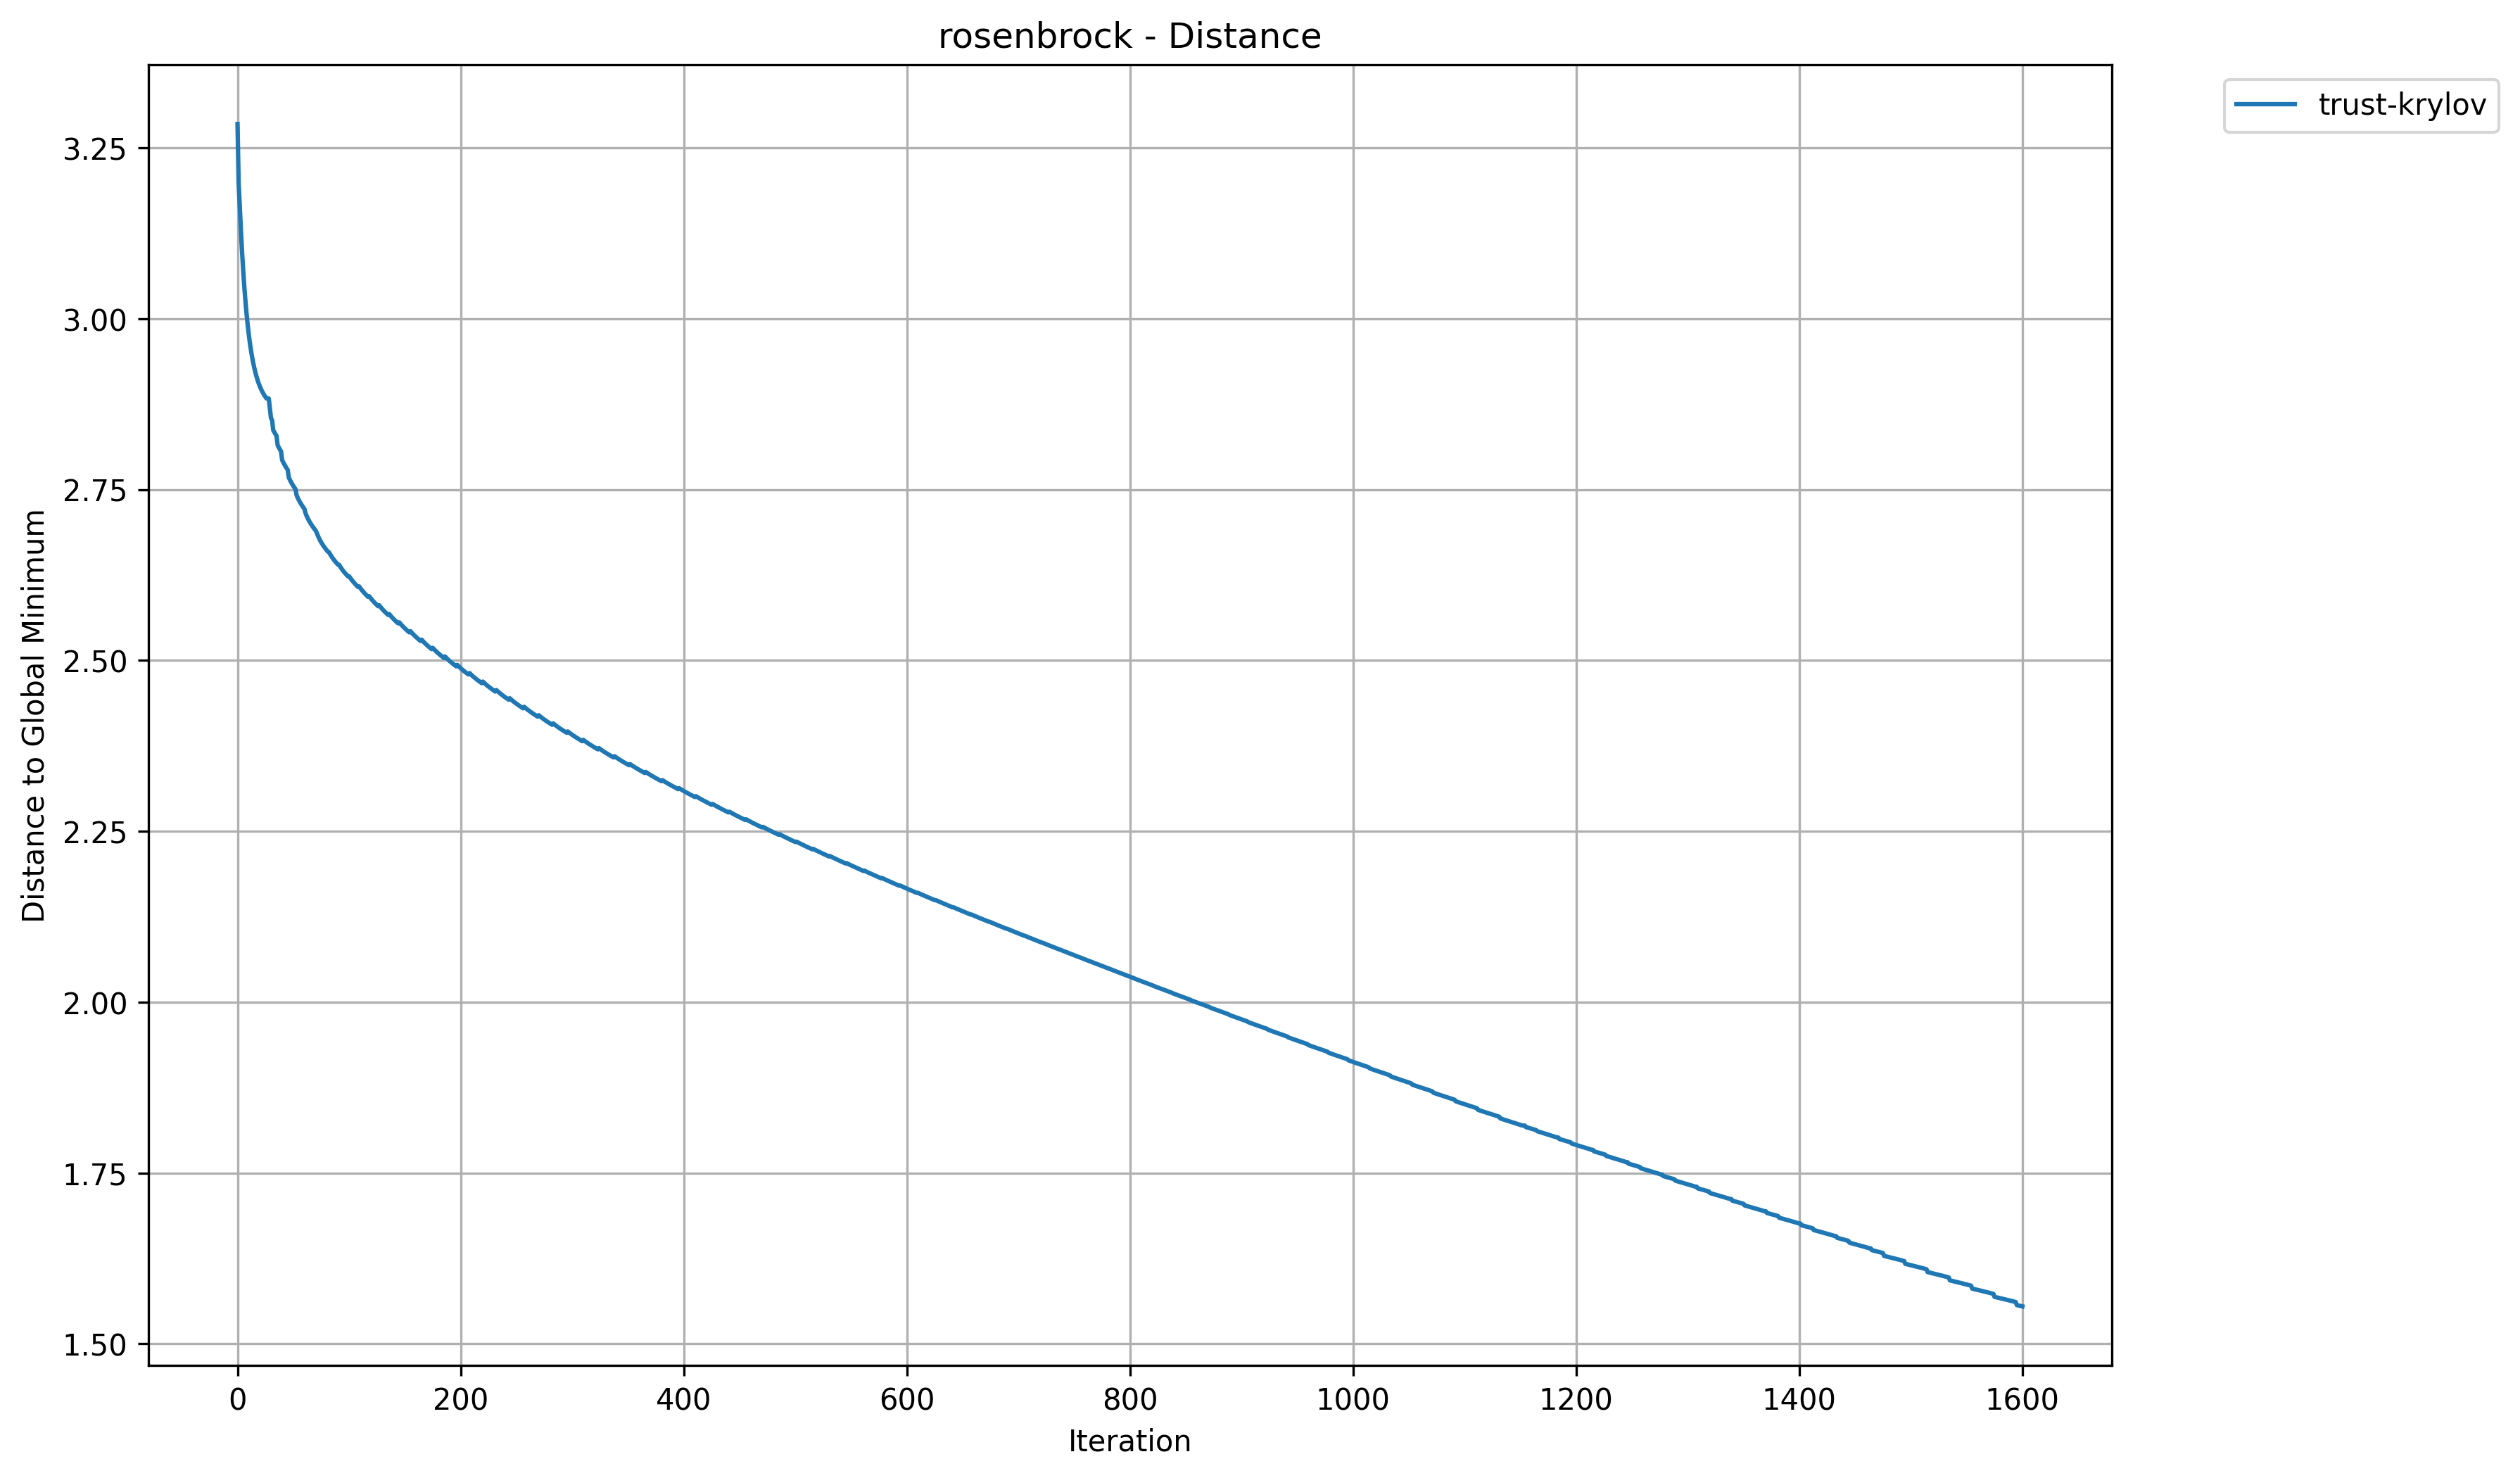 rosenbrock - Distance
trust-krylov
Distance to Global Minimum
3.25
3.00
2.75
2.50
2.25
2.00
1.75
1.50
0 200 400 600 800 1000 1200 1400 1600
Iteration